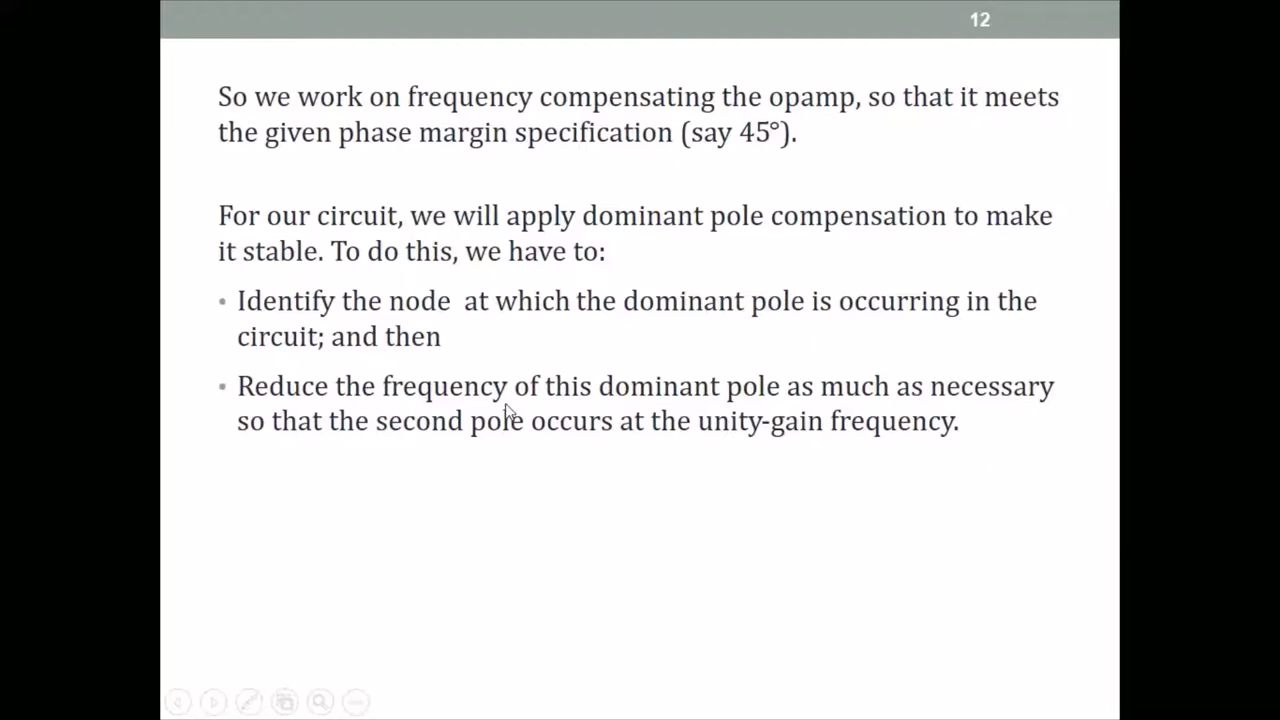 12
So we work on frequency compensating the opamp, so that it meets
the given phase margin specification (say 45°).
For our circuit, we will apply dominant pole compensation to make
it stable. To do this, we have to:
• Identify the node at which the dominant pole is occurring in the
circuit; and then
• Reduce the frequency of this dominant pole as much as necessary
so that the second pole occurs at the unity-gain frequency.